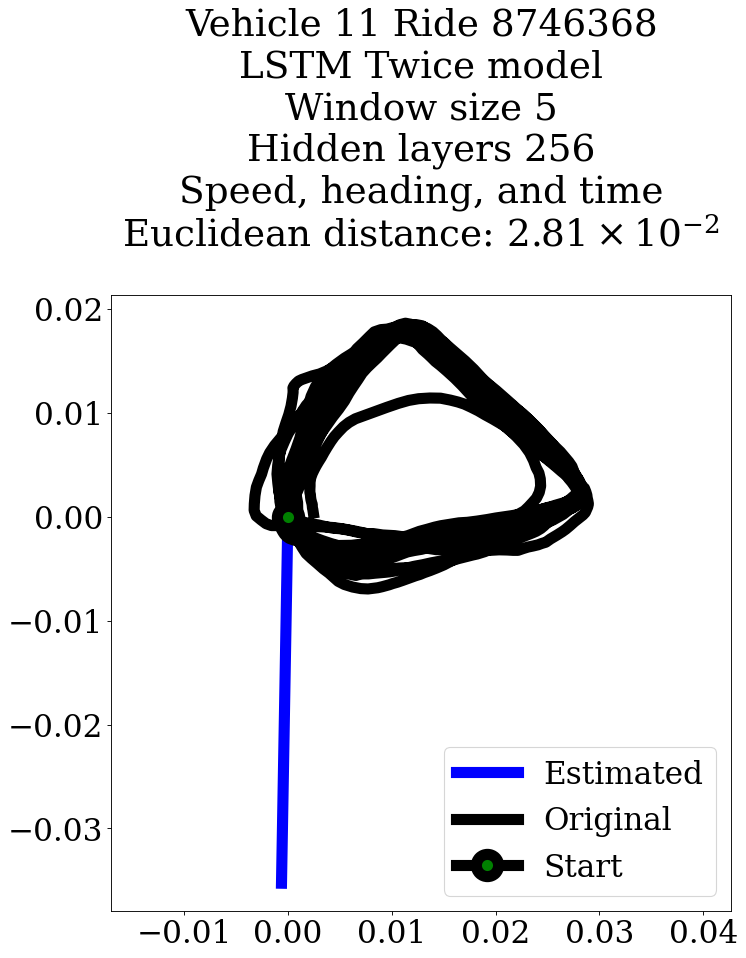 Vehicle 11 Ride 8746368
LSTM Twice model
Window size 5
Hidden layers 256
Speed, heading, and time
Euclidean distance: 2.81 × 10⁻²
0.02
0.01
0.00
−0.01
−0.02
−0.03
Estimated
Original
Start
−0.01 0.00 0.01 0.02 0.03 0.04